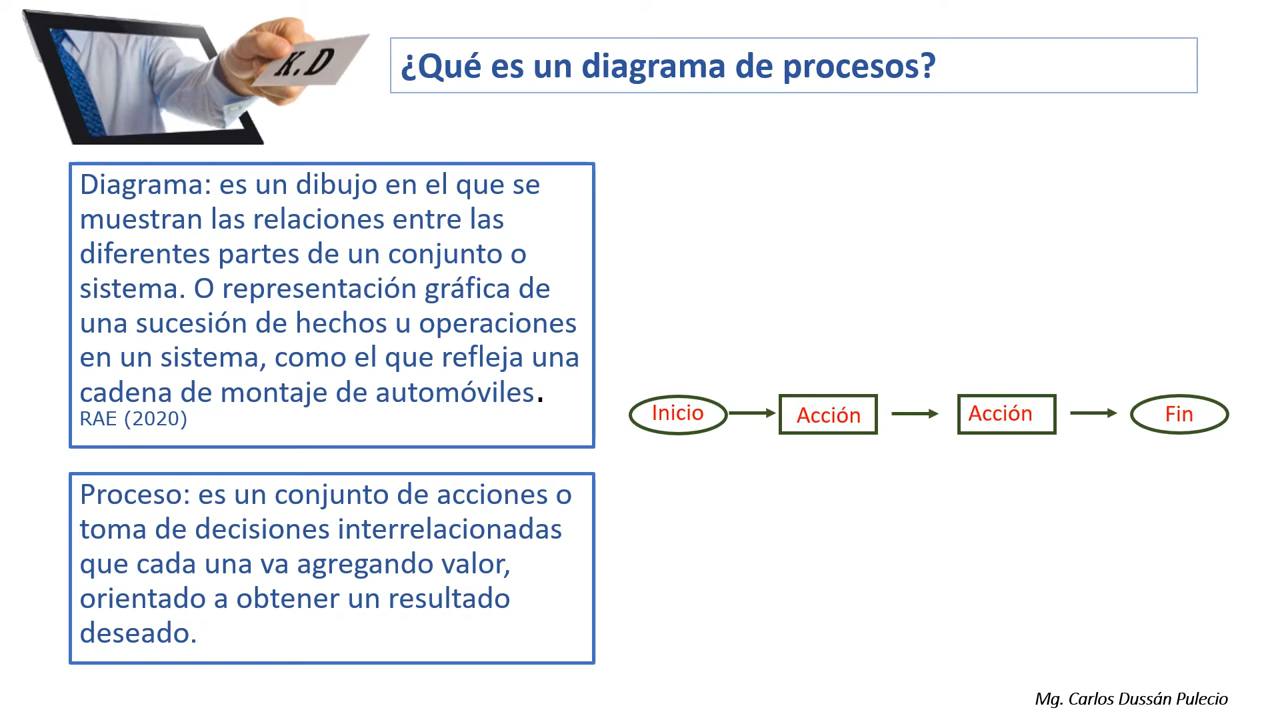 K.D
¿Qué es un diagrama de procesos?
Diagrama: es un dibujo en el que se
muestran las relaciones entre las
diferentes partes de un conjunto o
sistema. O representación gráfica de
una sucesión de hechos u operaciones
en un sistema, como el que refleja una
cadena de montaje de automóviles.
RAE (2020)
Proceso: es un conjunto de acciones o
toma de decisiones interrelacionadas
que cada una va agregando valor,
orientado a obtener un resultado
deseado.
Inicio
Acción
Acción
Fin
Mg. Carlos Dussán Pulecio